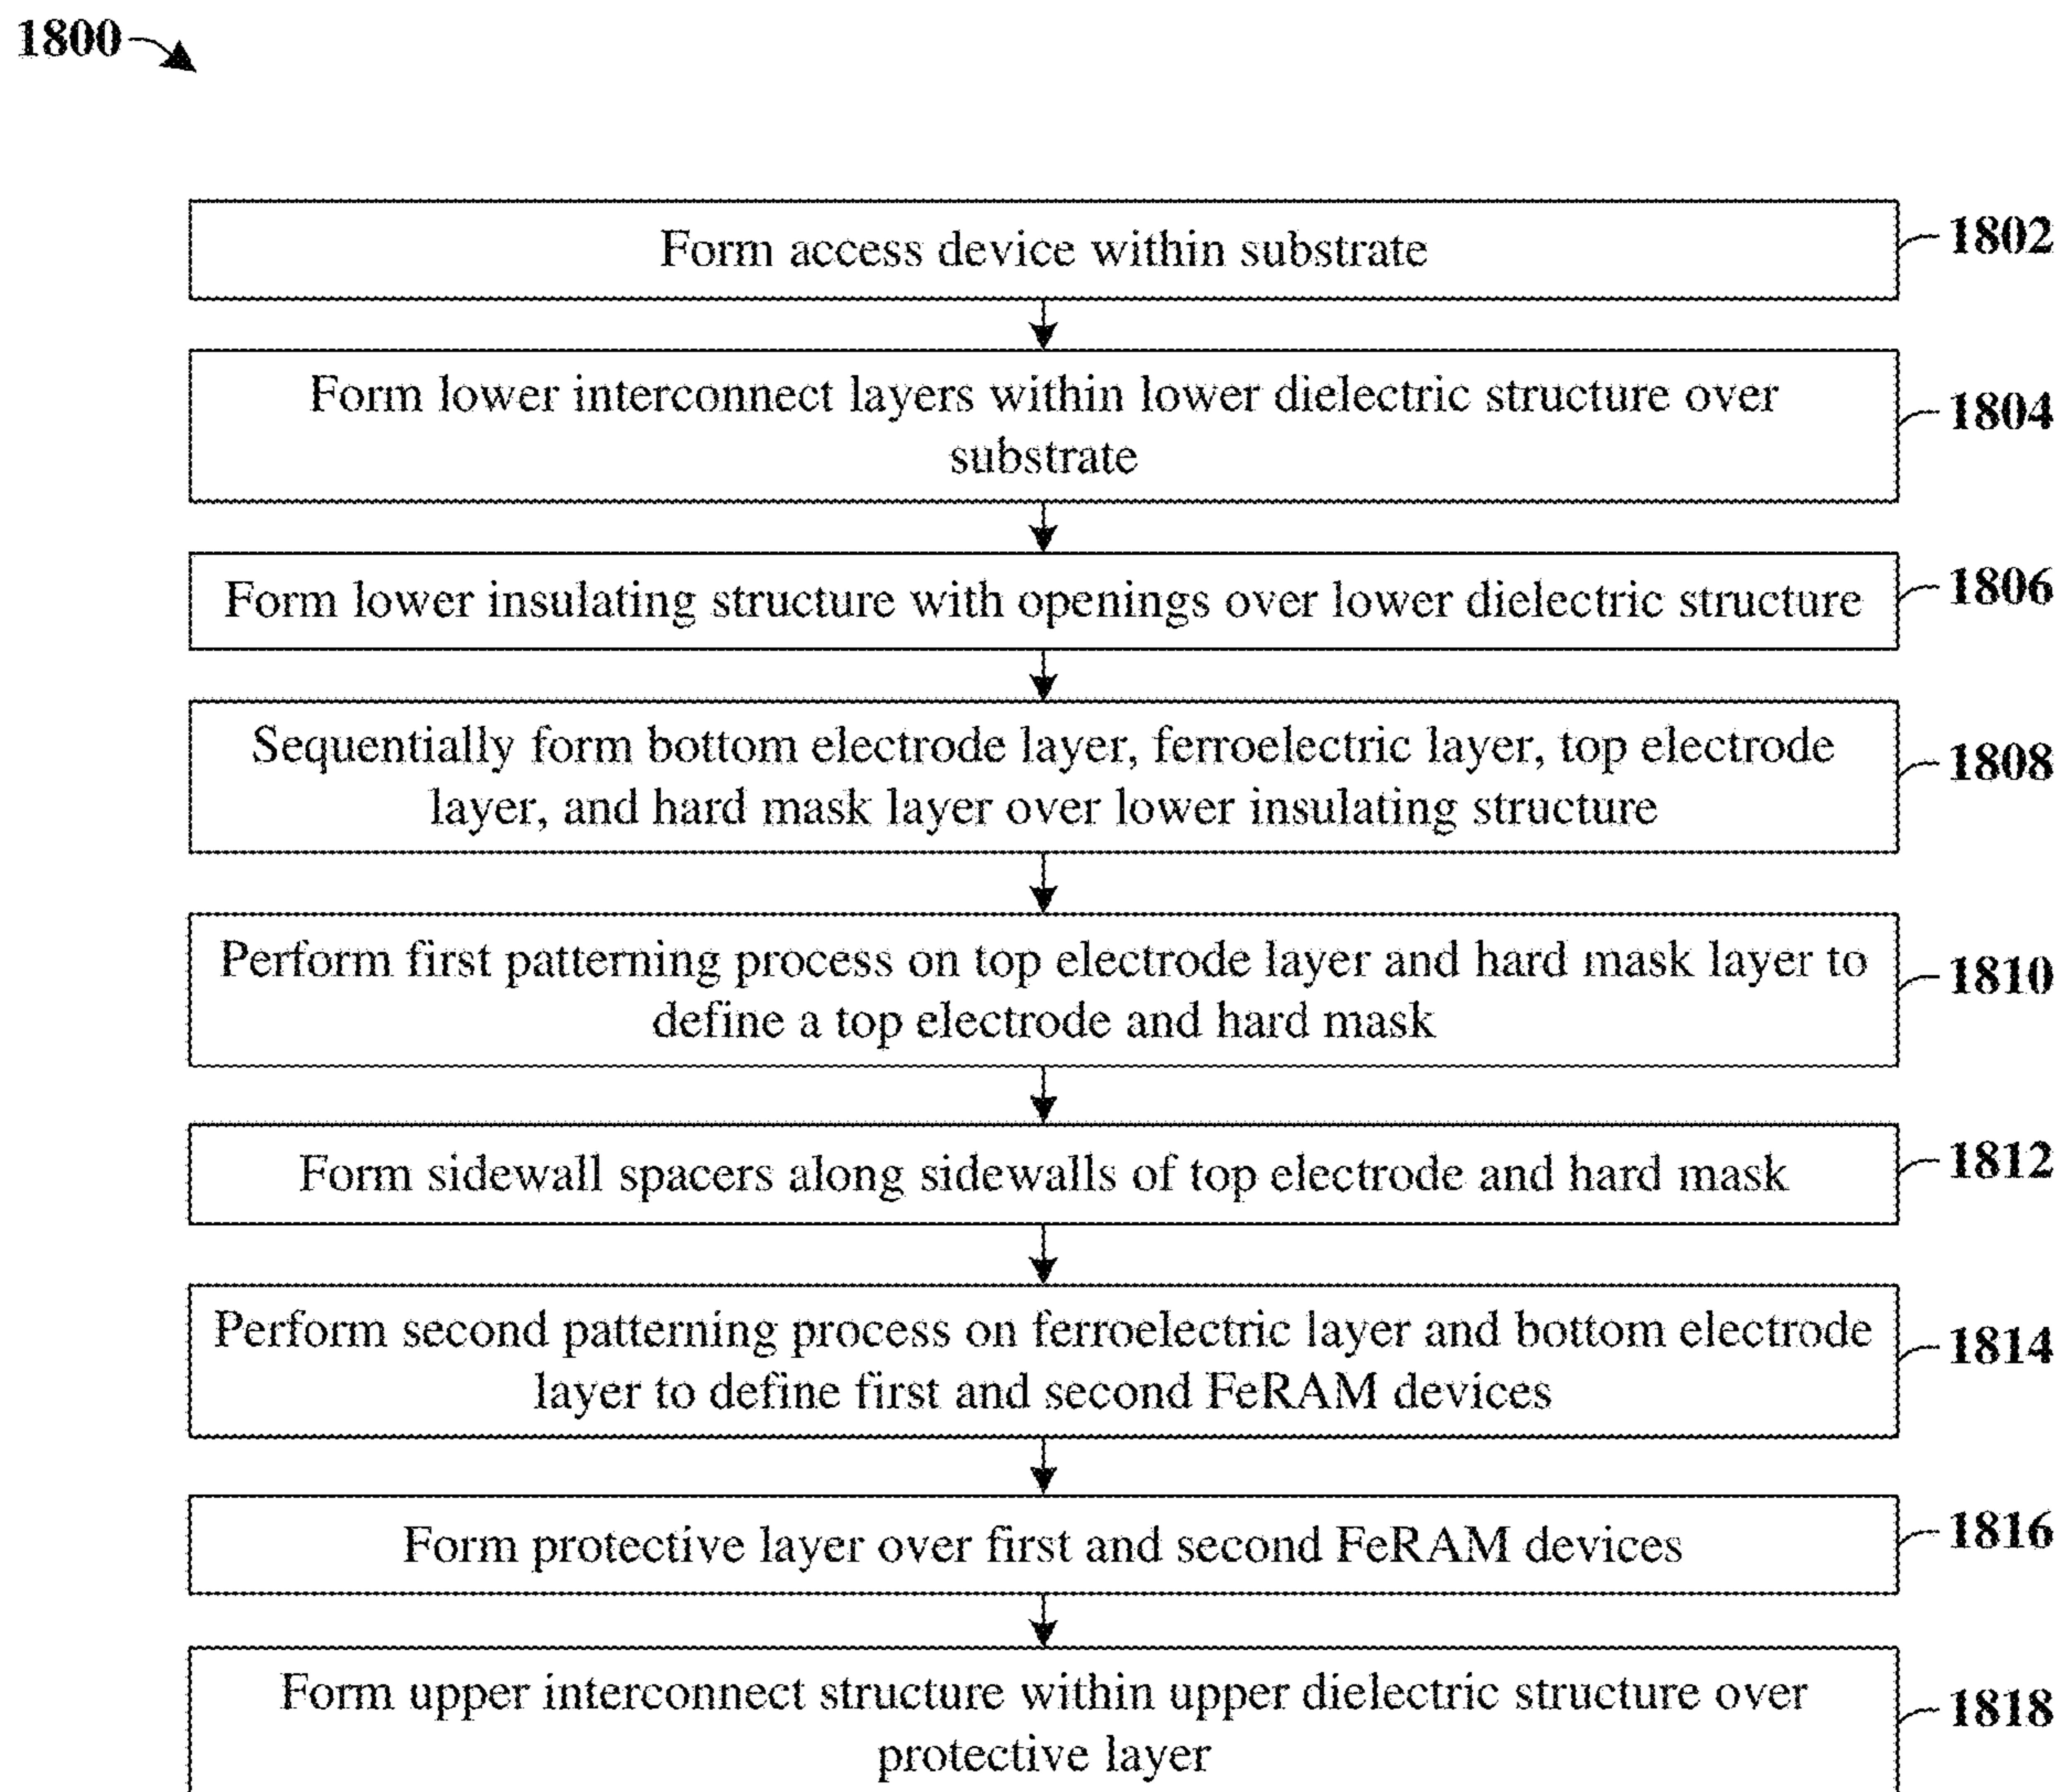 1800
Form access device within substrate
1802
Form lower interconnect layers within lower dielectric structure over
substrate
1804
Form lower insulating structure with openings over lower dielectric structure
1806
Sequentially form bottom electrode layer, ferroelectric layer, top electrode
layer, and hard mask layer over lower insulating structure
1808
Perform first patterning process on top electrode layer and hard mask layer to
define a top electrode and hard mask
1810
Form sidewall spacers along sidewalls of top electrode and hard mask
1812
Perform second patterning process on ferroelectric layer and bottom electrode
layer to define first and second FeRAM devices
1814
Form protective layer over first and second FeRAM devices
1816
Form upper interconnect structure within upper dielectric structure over
protective layer
1818